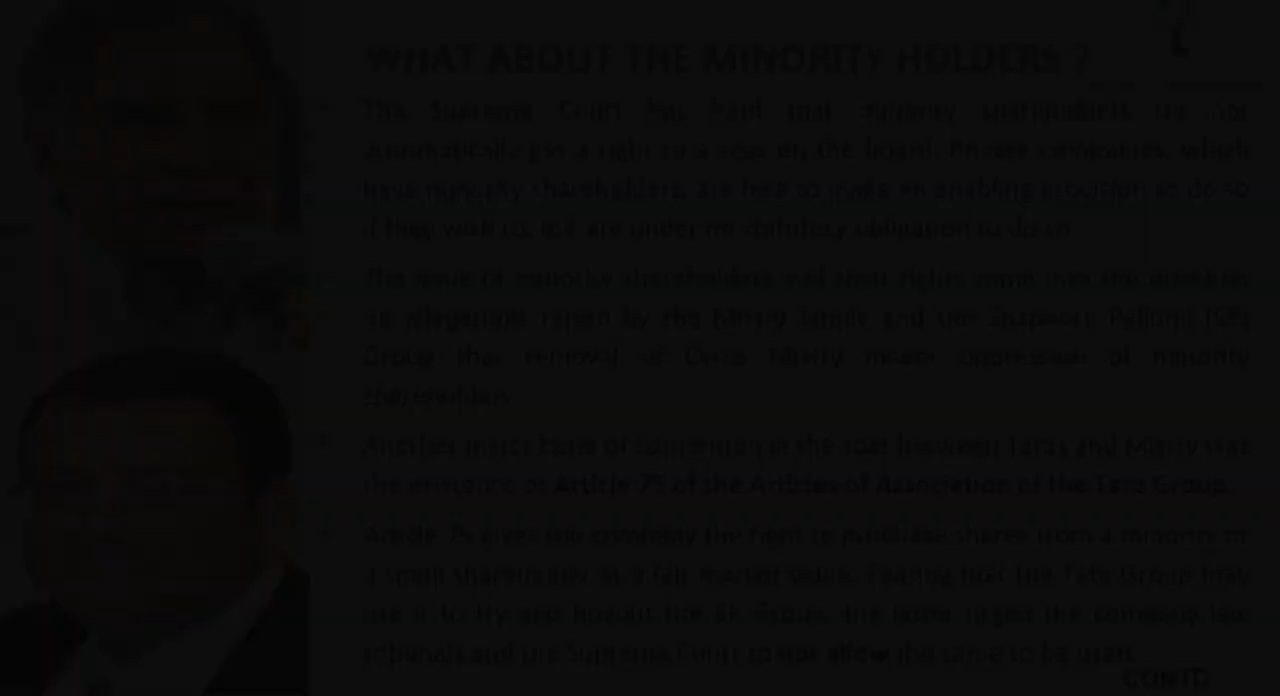 WHAT ABOUT THE MINORITY HOLDERS ?
The Supreme Court has that minority shareholders do not
automatically get a right to a seat on the board. Private companies, which
have minority shareholders, are free to make an enabling provision to do so
if they wish to, but are under no statutory obligation to do so
The issue of minority shareholders and their rights came into the
allegations raised by the Mistry family and the Shapoorji Pallonji (SP)
Group that removal of Cyrus Mistry meant oppression of minority
shareholders
Another major bone of contention in the spat between Tatas and Mistry was
the existence of Article 75 of the Articles of Association of the Tata Group
Article 75 gives the company the right to purchase shares from a minority or
a small shareholder at a fair market value. Fearing that the Tata Group may
use it to try and the SP Group, the latter urged the company law
tribunals and the Supreme Court to not allow the same to be used.
CONTD